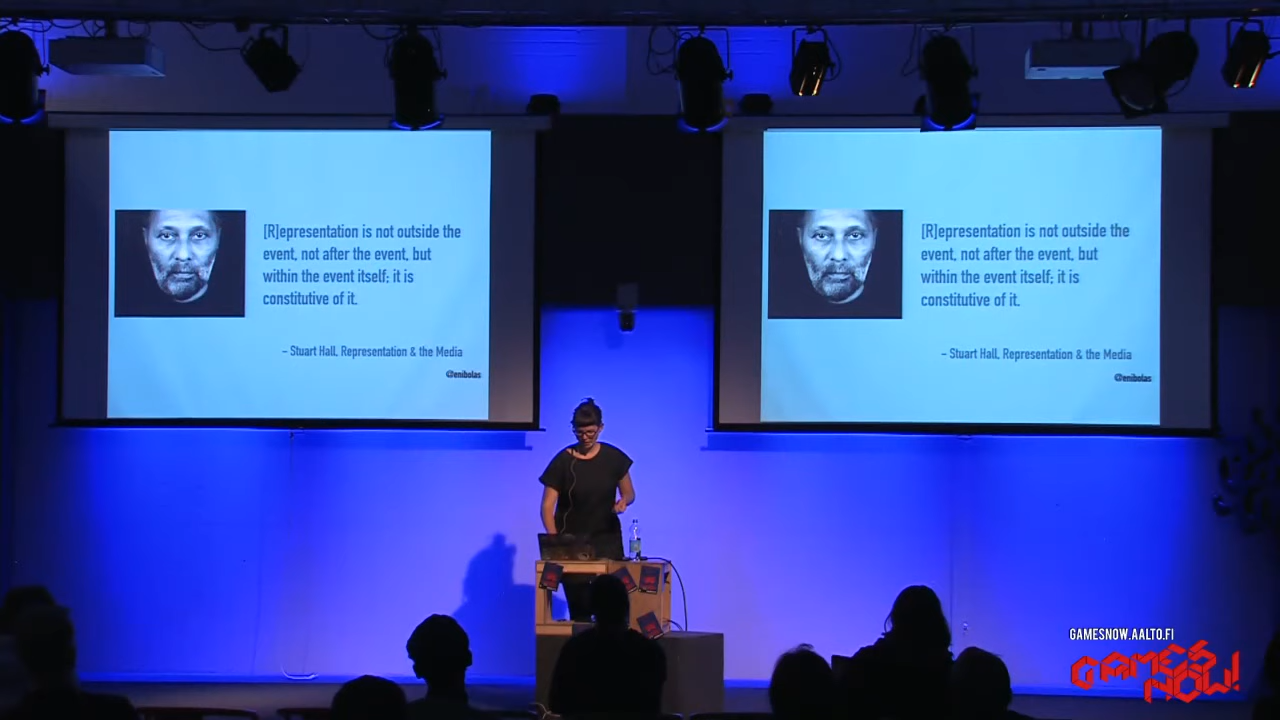 [R]epresentation is not outside the
event, not after the event, but
within the event itself; it is
constitutive of it.
– Stuart Hall, Representation & the Media
@enibolas
[R]epresentation is not outside the
event, not after the event, but
within the event itself; it is
constitutive of it.
– Stuart Hall, Representation & the Media
@enibolas
GAMESNOW.AALTO.FI
GAMES
NOW!